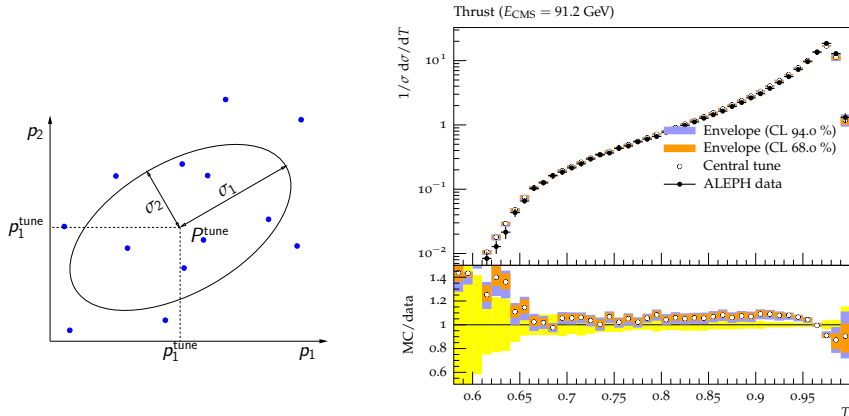 p₂
σ₁
σ₂
p₁ᵗᵘⁿᵉ
Pᵗᵘⁿᵉ
p₁ᵗᵘⁿᵉ
p₁
Thrust (E_CMS = 91.2 GeV)
1/σ dσ/dT
10¹
1
10⁻¹
10⁻²
Envelope (CL 94.0 %)
Envelope (CL 68.0 %)
Central tune
ALEPH data
MC/data
1.4
1.2
1
0.8
0.6
0.6 0.65 0.7 0.75 0.8 0.85 0.9 0.95
T